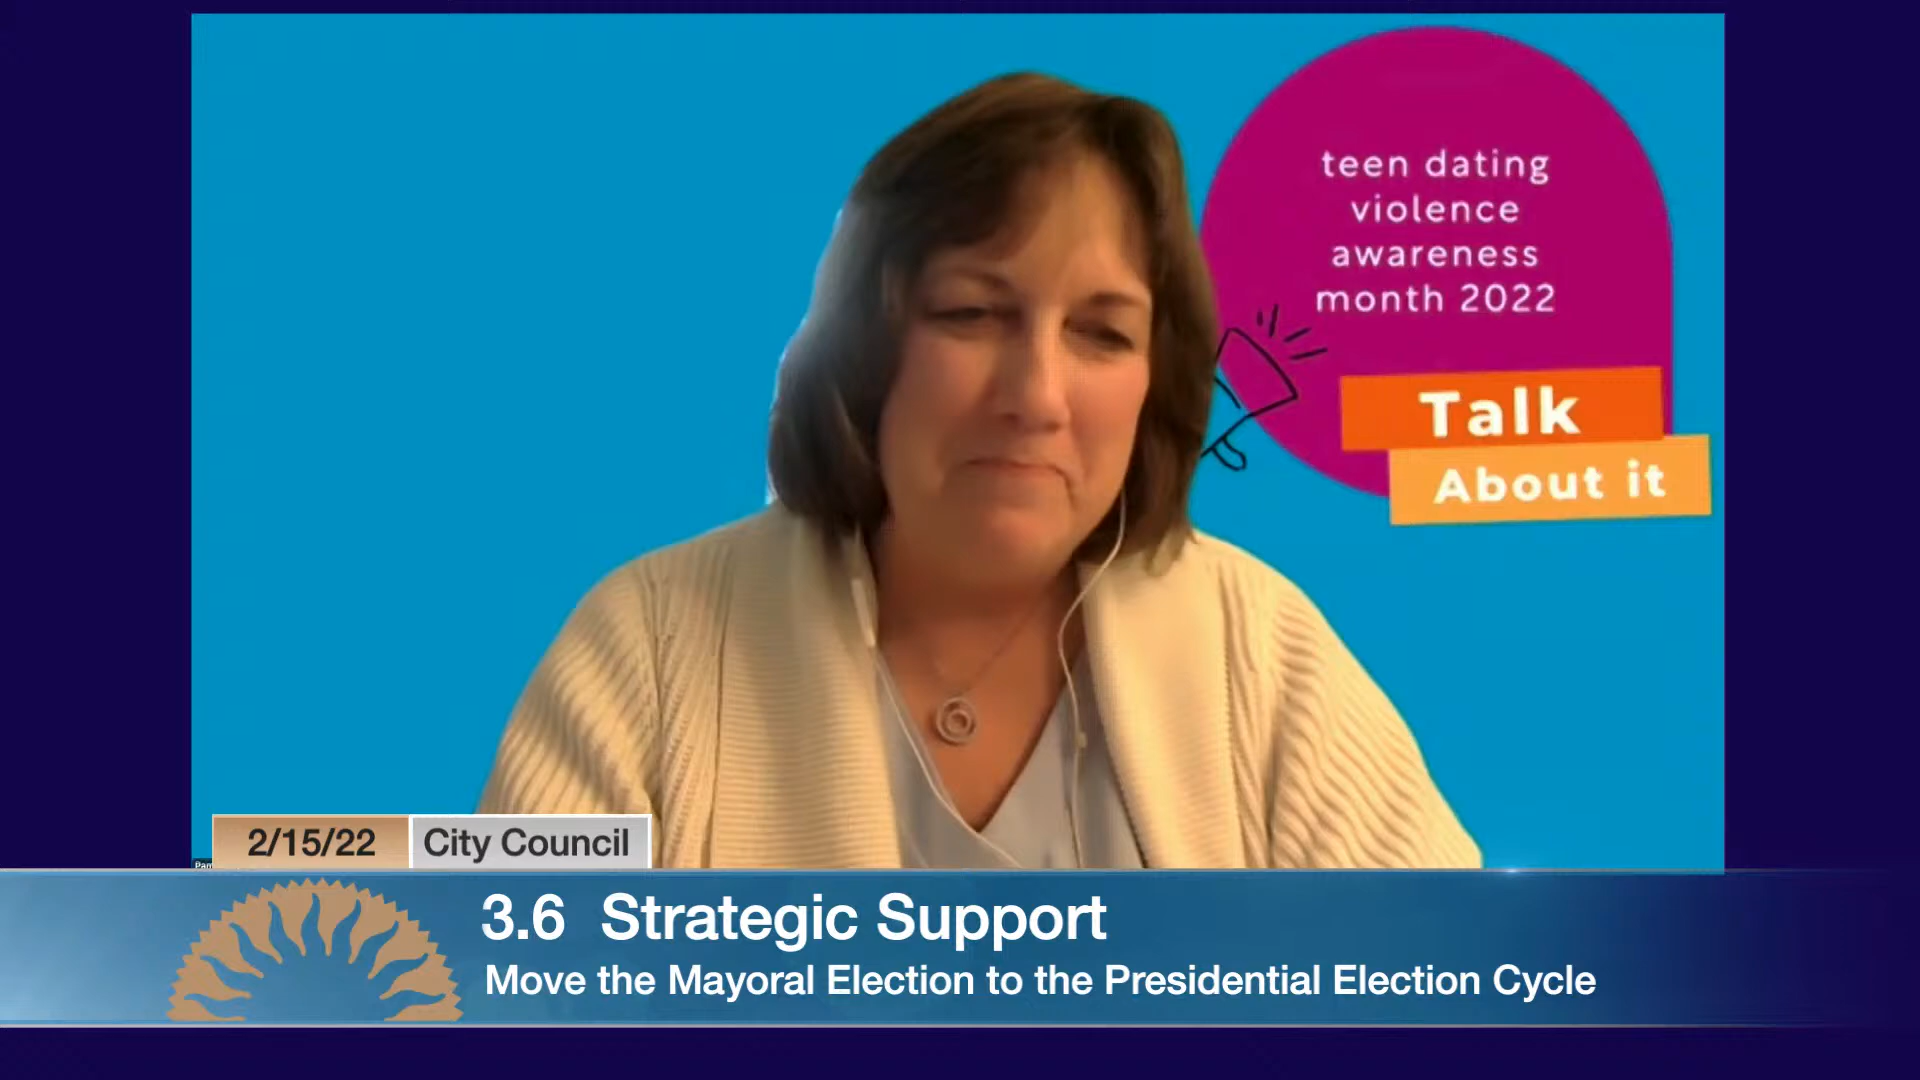 teen dating
violence
awareness
month 2022
Talk
About it
2/15/22 City Council
3.6 Strategic Support
Move the Mayoral Election to the Presidential Election Cycle